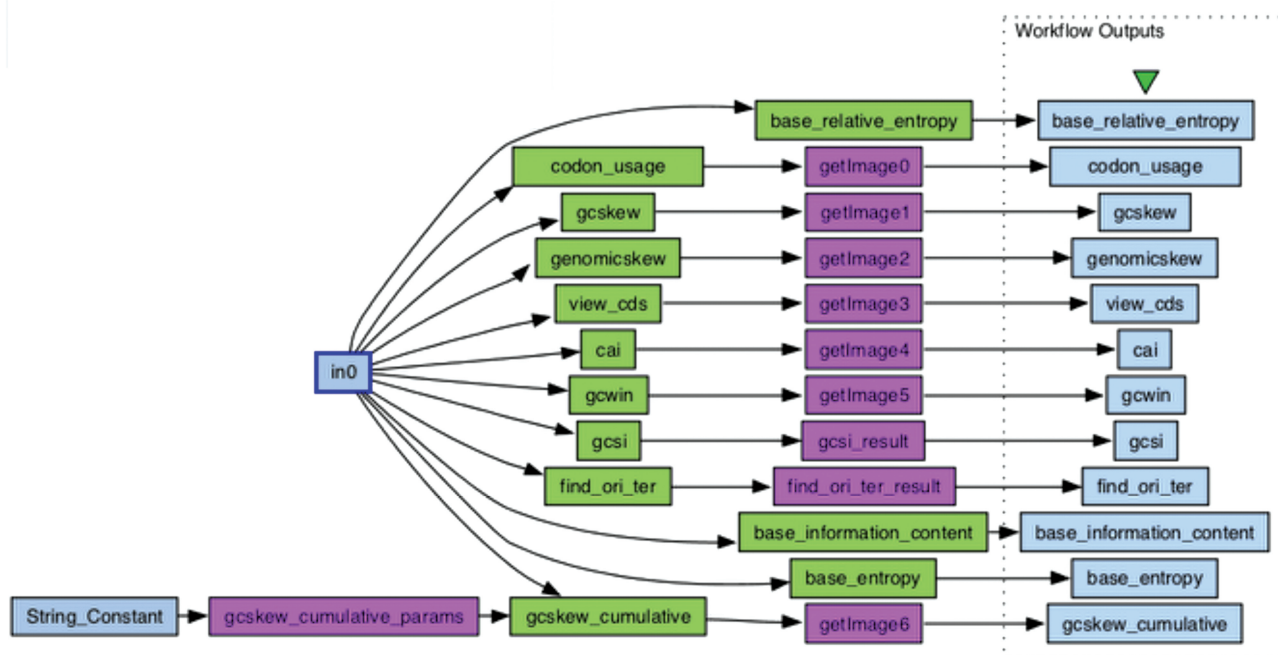 Workflow Outputs
base_relative_entropy base_relative_entropy
codon_usage getImage0 codon_usage
gcskew getImage1 gcskew
genomicskew getImage2 genomicskew
view_cds getImage3 view_cds
cai getImage4 cai
in0
gcwin getImage5 gcwin
gcsi gcsi_result gcsi
find_ori_ter find_ori_ter_result find_ori_ter
base_information_content base_information_content
base_entropy base_entropy
String_Constant gcskew_cumulative_params gcskew_cumulative getImage6 gcskew_cumulative